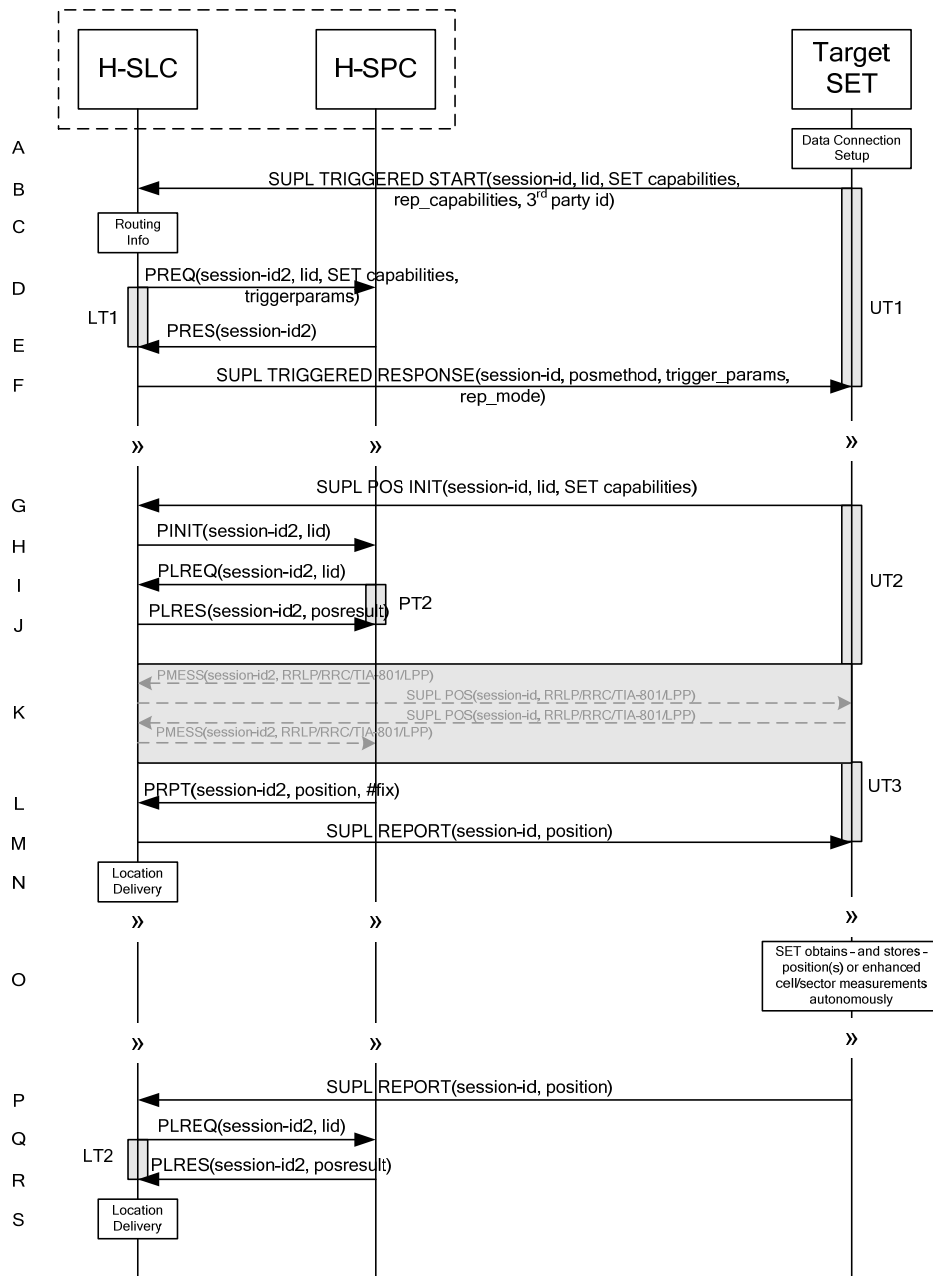 H-SLC
H-SPC
Target
SET
A
Data Connection
Setup
B
SUPL TRIGGERED START(session-id, lid, SET capabilities,
rep_capabilities, 3rd party id)
C
Routing
Info
D
PREQ(session-id2, lid, SET capabilities,
triggerparams)
LT1
UT1
E
PRES(session-id2)
F
SUPL TRIGGERED RESPONSE(session-id, posmethod, trigger_params,
rep_mode)
» » »
G
SUPL POS INIT(session-id, lid, SET capabilities)
H
PINIT(session-id2, lid)
I
PLREQ(session-id2, lid)
UT2
PT2
J
PLRES(session-id2, posresult)
PMESS(session-id2, RRLP/RRC/TIA-801/LPP)
SUPL POS(session-id, RRLP/RRC/TIA-801/LPP)
K
SUPL POS(session-id, RRLP/RRC/TIA-801/LPP)
PMESS(session-id2, RRLP/RRC/TIA-801/LPP)
UT3
L
PRPT(session-id2, position, #fix)
M
SUPL REPORT(session-id, position)
N
Location
Delivery
» » »
O
SET obtains - and stores -
position(s) or enhanced
cell/sector measurements
autonomously
» » »
P
SUPL REPORT(session-id, position)
Q
PLREQ(session-id2, lid)
LT2
R
PLRES(session-id2, posresult)
S
Location
Delivery